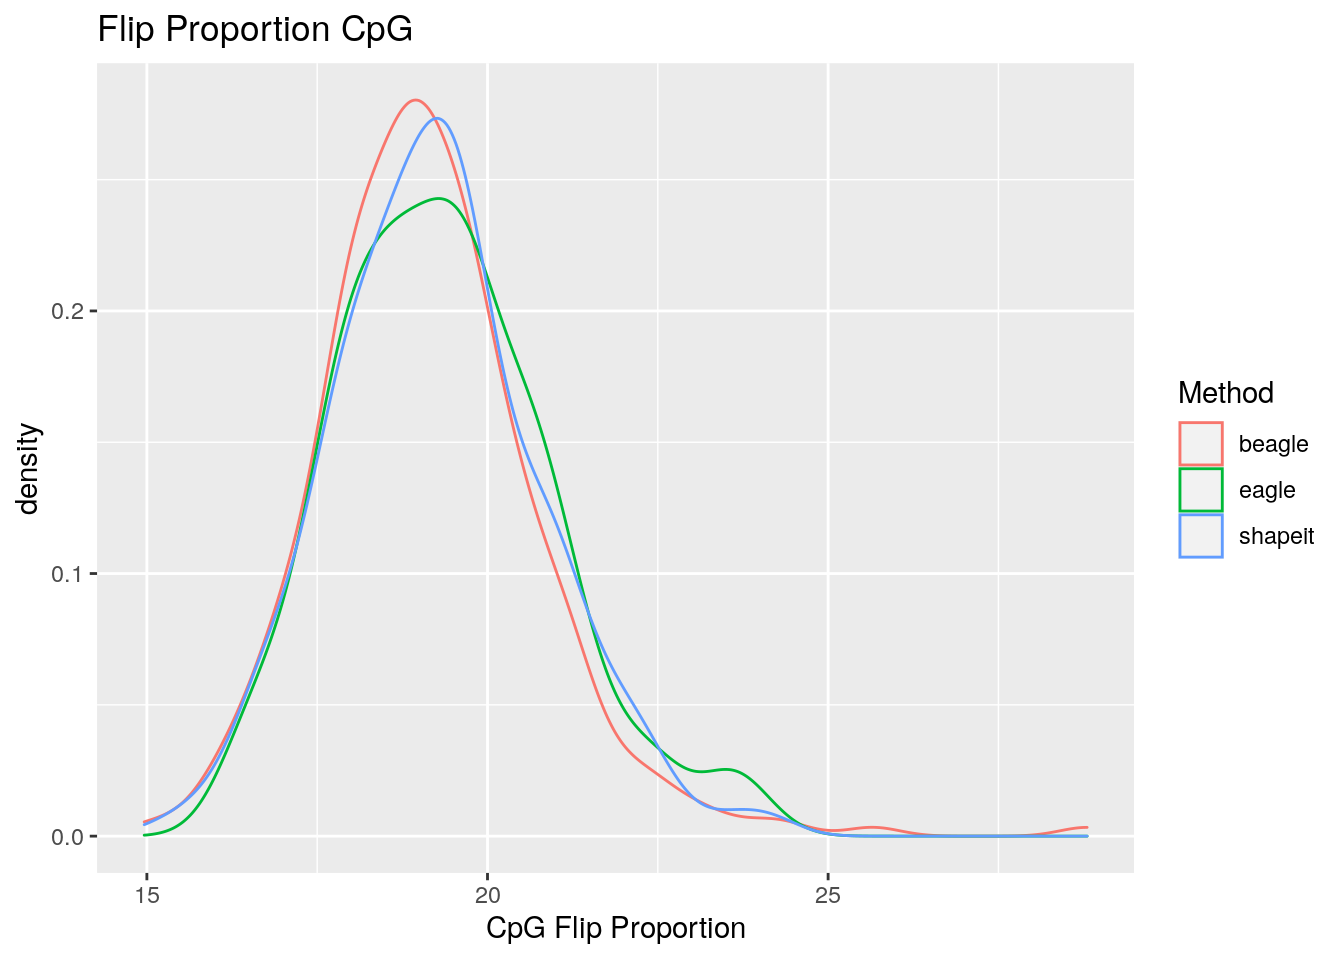 Flip Proportion CpG
density
0.2
0.1
0.0
15
20
25
CpG Flip Proportion
Method
beagle
eagle
shapeit